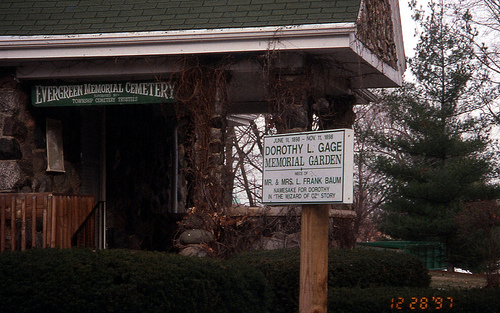 EVERGREEN MEMORIAL CEMETERY
TOWNSHIP CEMETERY TRUSTEES
JUNE 11, 1898 - NOV 11, 1898
DOROTHY L. GAGE
MEMORIAL GARDEN
NIECE OF
MR. & MRS. L. FRANK BAUM
NAMESAKE FOR DOROTHY
IN "THE WIZARD OF OZ" STORY
12 28 '97